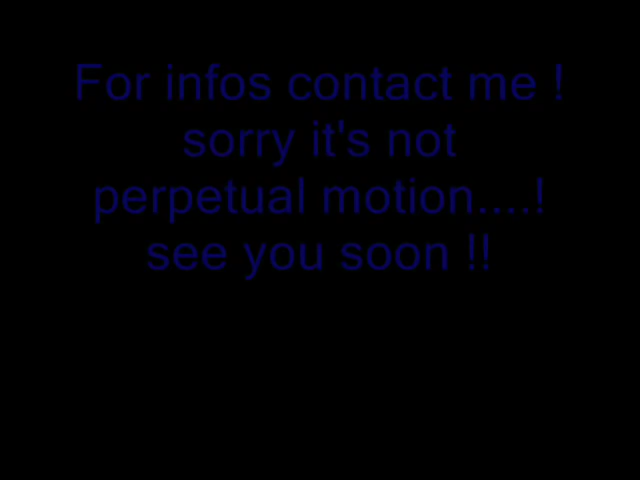 For infos contact me !
sorry it's not
perpetual motion....!
see you soon !!